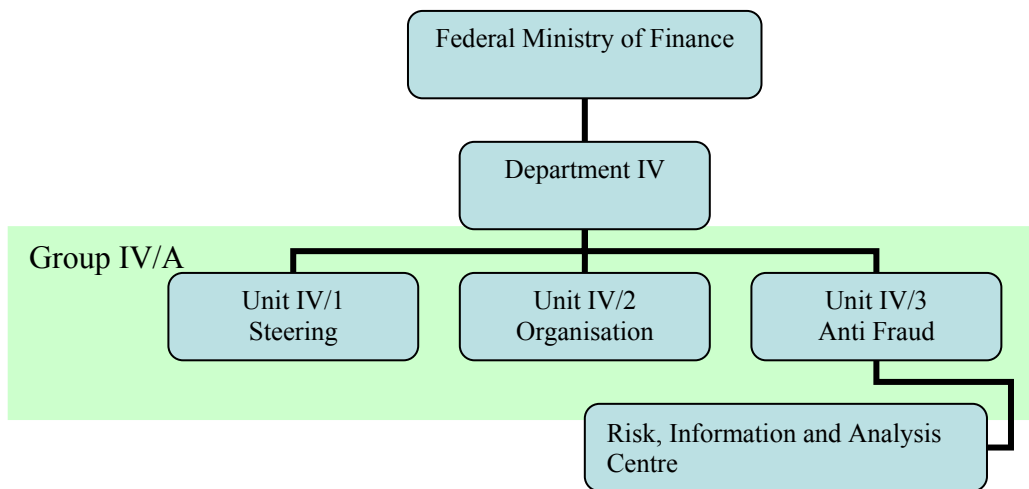 Federal Ministry of Finance
Department IV
Group IV/A
Unit IV/1
Steering
Unit IV/2
Organisation
Unit IV/3
Anti Fraud
Risk, Information and Analysis
Centre